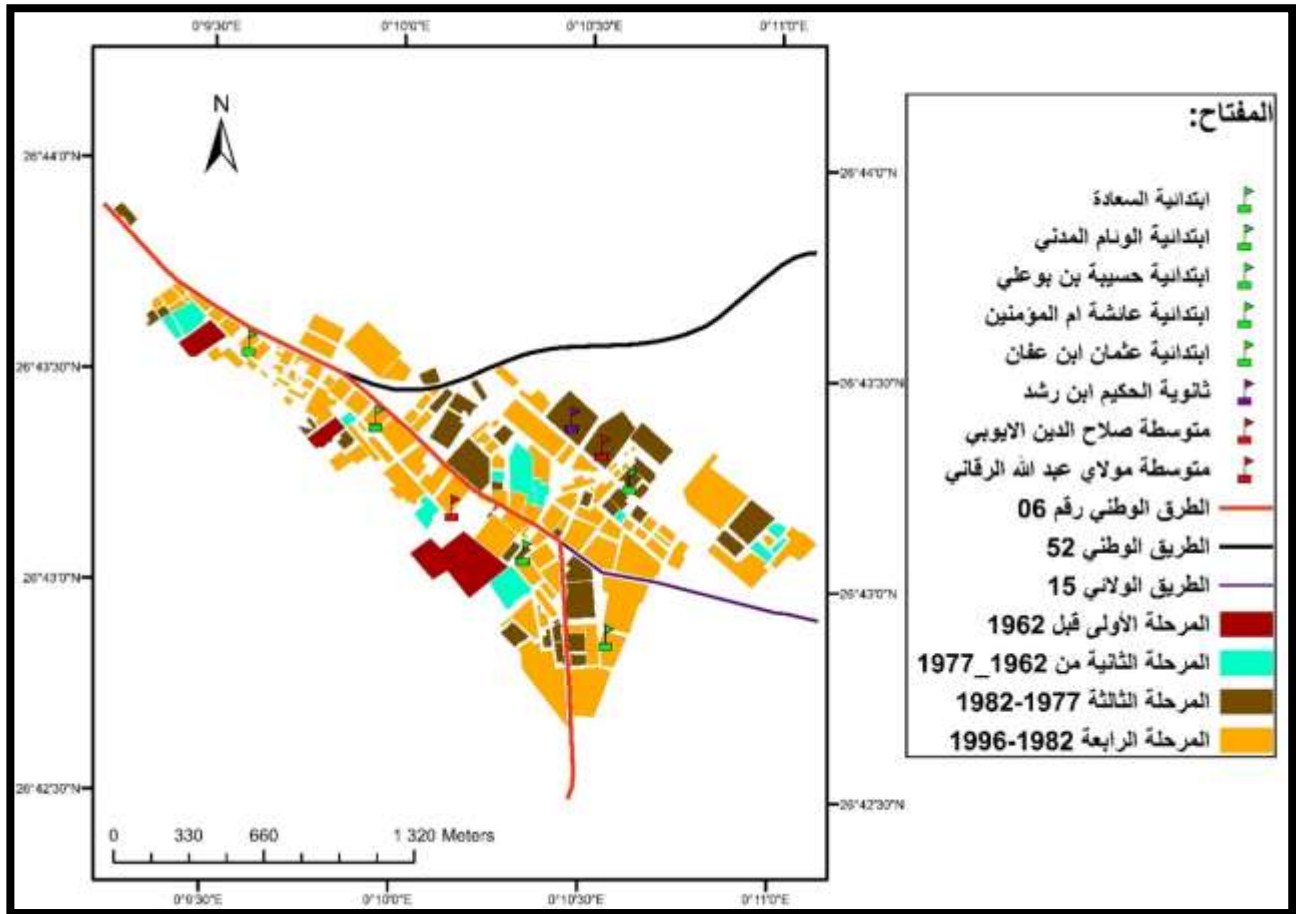 0°9'30"E 0°10'0"E 0°10'30"E 0°11'0"E
N
26°44'0"N
26°43'30"N
26°43'0"N
26°42'30"N
26°44'0"N
26°43'30"N
26°43'0"N
26°42'30"N
0 330 660 1 320 Meters
0°9'30"E 0°10'0"E 0°10'30"E 0°11'0"E
المفتاح:
ابتدائية السعادة
ابتدائية الوئام المدني
ابتدائية حسيبة بن بوعلي
ابتدائية عائشة ام المؤمنين
ابتدائية عثمان ابن عفان
ثانوية الحكيم ابن رشد
متوسطة صلاح الدين الايوبي
متوسطة مولاي عبد الله الرقاني
الطرق الوطني رقم 06
الطريق الوطني 52
الطريق الولائي 15
المرحلة الأولى قبل 1962
المرحلة الثانية من 1962_1977
المرحلة الثالثة 1977-1982
المرحلة الرابعة 1982-1996